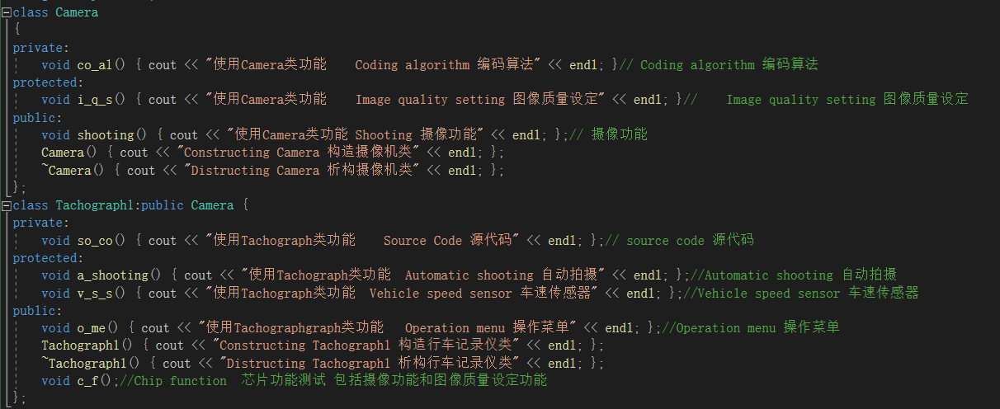 class Camera
{
private:
    void co_al() { cout << "使用Camera类功能    Coding algorithm 编码算法" << endl; }// Coding algorithm 编码算法
protected:
    void i_q_s() { cout << "使用Camera类功能    Image quality setting 图像质量设定" << endl; }//    Image quality setting 图像质量设定
public:
    void shooting() { cout << "使用Camera类功能 Shooting 摄像功能" << endl; };// 摄像功能
    Camera() { cout << "Constructing Camera 构造摄像机类" << endl; };
    ~Camera() { cout << "Distructing Camera 析构摄像机类" << endl; };
};
class Tachograph1:public Camera {
private:
    void so_co() { cout << "使用Tachograph类功能    Source Code 源代码" << endl; };// source code 源代码
protected:
    void a_shooting() { cout << "使用Tachograph类功能  Automatic shooting 自动拍摄" << endl; };//Automatic shooting 自动拍摄
    void v_s_s() { cout << "使用Tachograph类功能  Vehicle speed sensor 车速传感器" << endl; };//Vehicle speed sensor 车速传感器
public:
    void o_me() { cout << "使用Tachographgraph类功能   Operation menu 操作菜单" << endl; };//Operation menu 操作菜单
    Tachograph1() { cout << "Constructing Tachograph1 构造行车记录仪类" << endl; };
    ~Tachograph1() { cout << "Distructing Tachograph1 析构行车记录仪类" << endl; };
    void c_f();//Chip function  芯片功能测试 包括摄像功能和图像质量设定功能
};